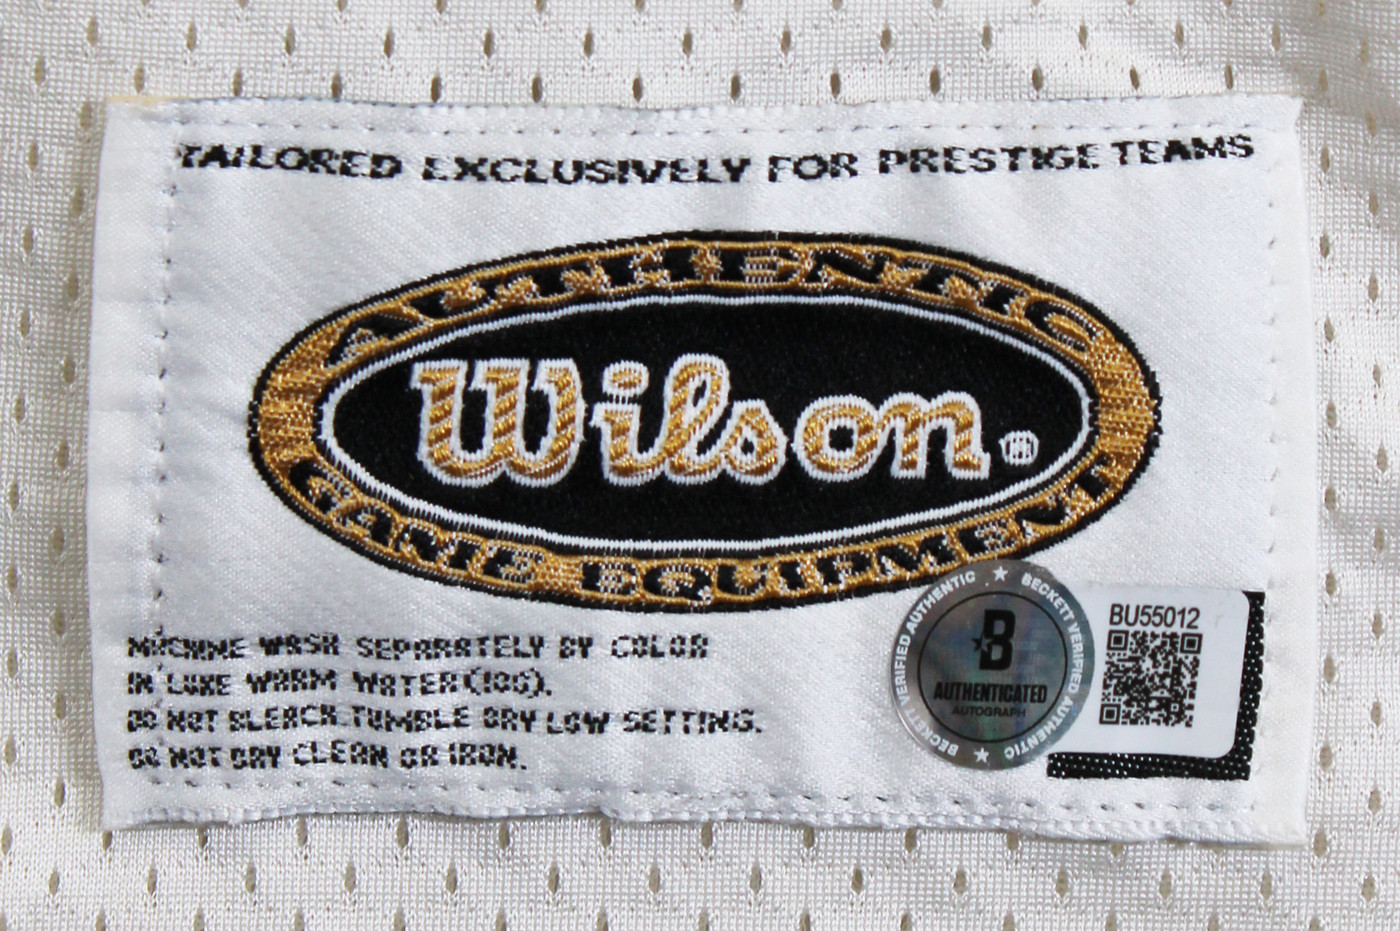 TAILORED EXCLUSIVELY FOR PRESTIGE TEAMS
AUTHENTIC
Wilson®
GAME EQUIPMENT
MACHINE WASH SEPARATELY BY COLOR
IN LUKE WARM WATER(100).
DO NOT BLEACH.TUMBLE DRY LOW SETTING.
DO NOT DRY CLEAN OR IRON.
BECKETT VERIFIED AUTHENTIC ★ BECKETT VERIFIED AUTHENTIC ★
B
AUTHENTICATED
AUTOGRAPH
BU55012